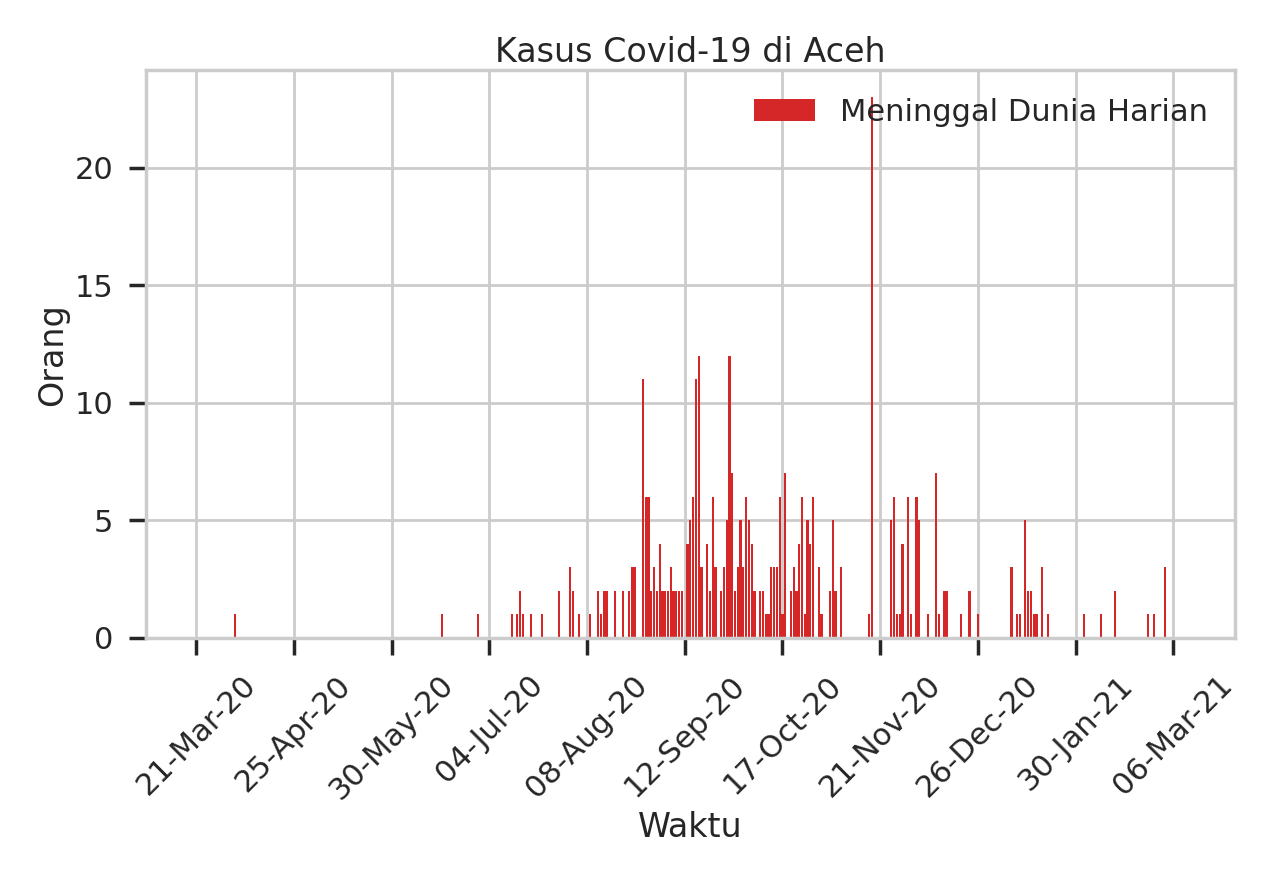 Kasus Covid-19 di Aceh
Meninggal Dunia Harian
Orang
20
15
10
5
0
21-Mar-20
25-Apr-20
30-May-20
04-Jul-20
08-Aug-20
12-Sep-20
17-Oct-20
21-Nov-20
26-Dec-20
30-Jan-21
06-Mar-21
Waktu